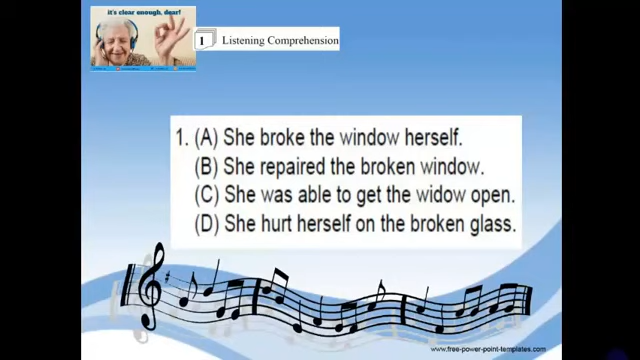 it's clear enough, dear!
1 Listening Comprehension
1. (A) She broke the window herself.
(B) She repaired the broken window.
(C) She was able to get the widow open.
(D) She hurt herself on the broken glass.
www.free-power-point-templates.com